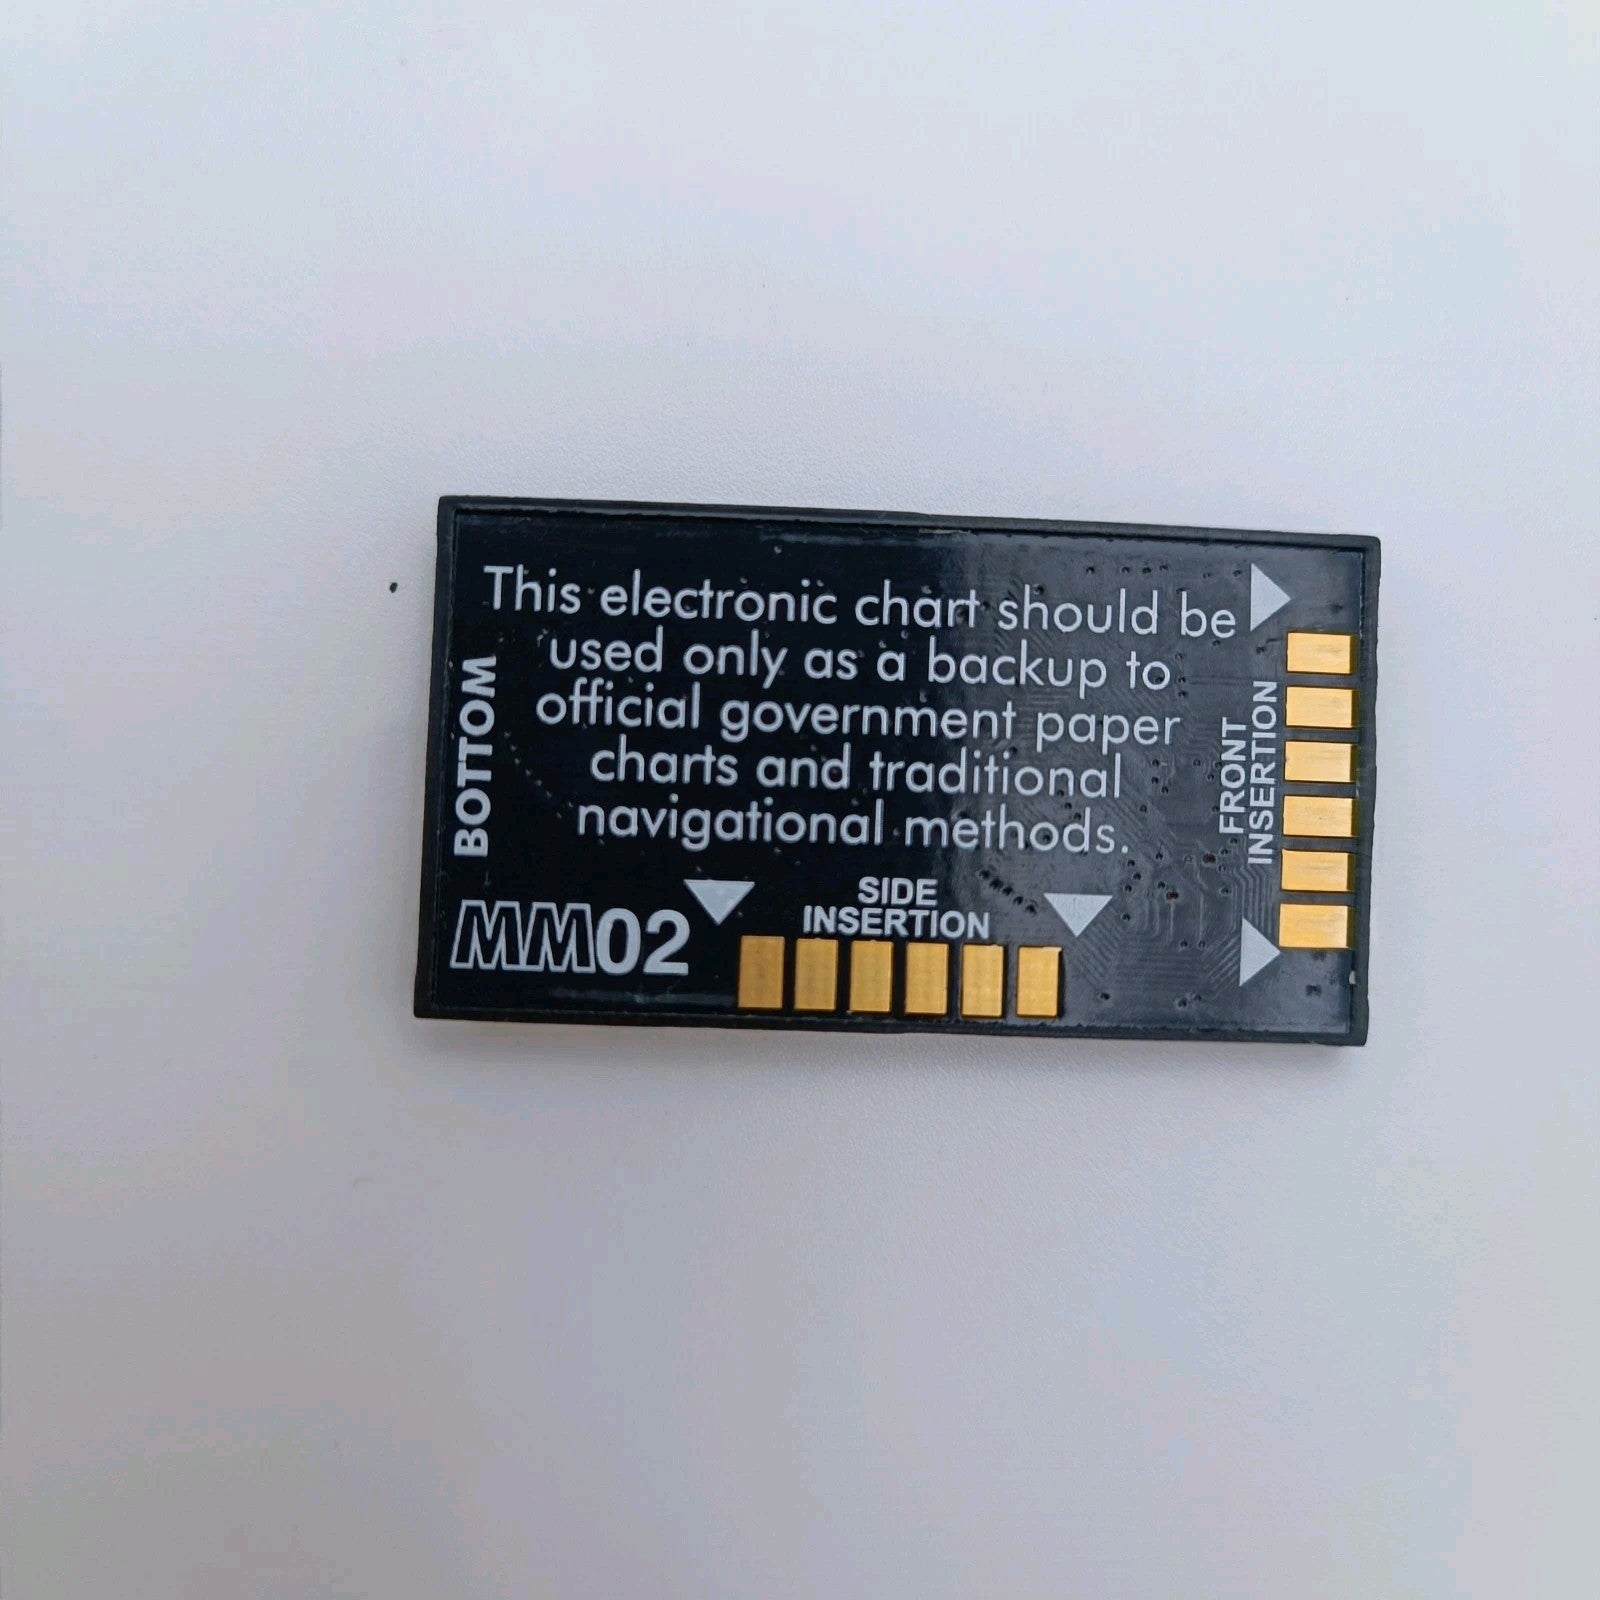 This electronic chart should be
used only as a backup to
official government paper
charts and traditional
navigational methods.
BOTTOM
FRONT
INSERTION
SIDE
INSERTION
MM02